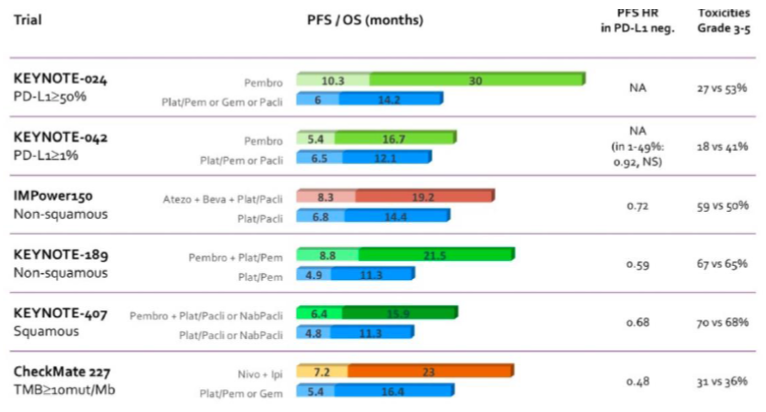 Trial PFS / OS (months) PFS HR in PD-L1 neg. Toxicities Grade 3-5
KEYNOTE-024
PD-L1≥50%
Pembro 10.3 30
Plat/Pem or Gem or Pacli 6 14.2
NA
27 vs 53%
KEYNOTE-042
PD-L1≥1%
Pembro 5.4 16.7
Plat/Pem or Pacli 6.5 12.1
NA
(in 1-49%:
0.92, NS)
18 vs 41%
IMPower150
Non-squamous
Atezo + Beva + Plat/Pacli 8.3 19.2
Plat/Pacli 6.8 14.4
0.72
59 vs 50%
KEYNOTE-189
Non-squamous
Pembro + Plat/Pem 8.8 21.5
Plat/Pem 4.9 11.3
0.59
67 vs 65%
KEYNOTE-407
Squamous
Pembro + Plat/Pacli or NabPacli 6.4 15.9
Plat/Pacli or NabPacli 4.8 11.3
0.68
70 vs 68%
CheckMate 227
TMB≥10mut/Mb
Nivo + Ipi 7.2 23
Plat/Pem or Gem 5.4 16.4
0.48
31 vs 36%